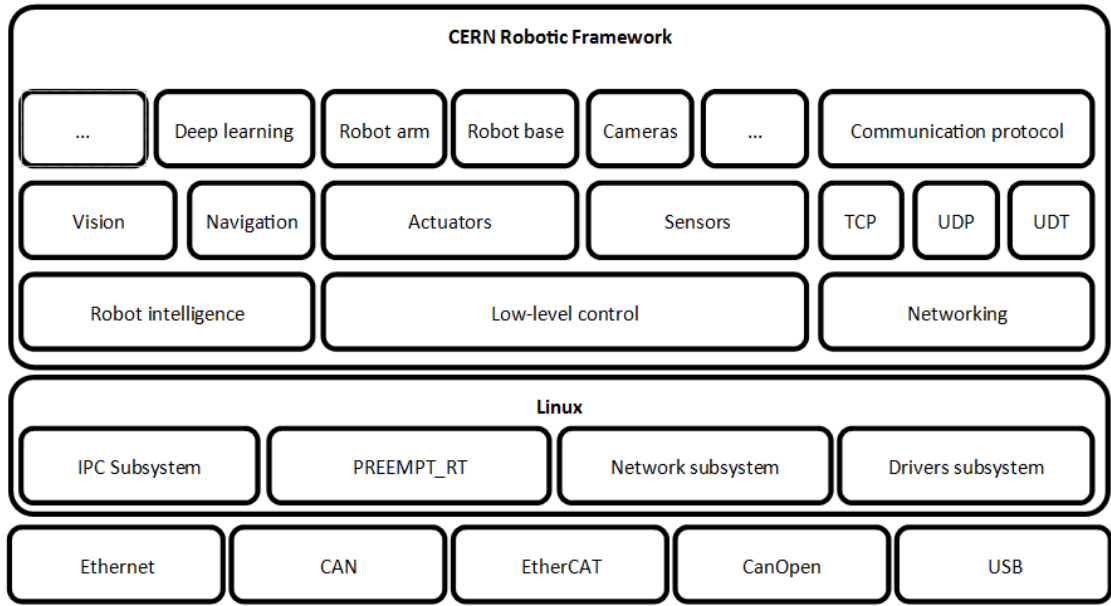 CERN Robotic Framework
...
Deep learning
Robot arm
Robot base
Cameras
...
Communication protocol
Vision
Navigation
Actuators
Sensors
TCP
UDP
UDT
Robot intelligence
Low-level control
Networking
Linux
IPC Subsystem
PREEMPT_RT
Network subsystem
Drivers subsystem
Ethernet
CAN
EtherCAT
CanOpen
USB